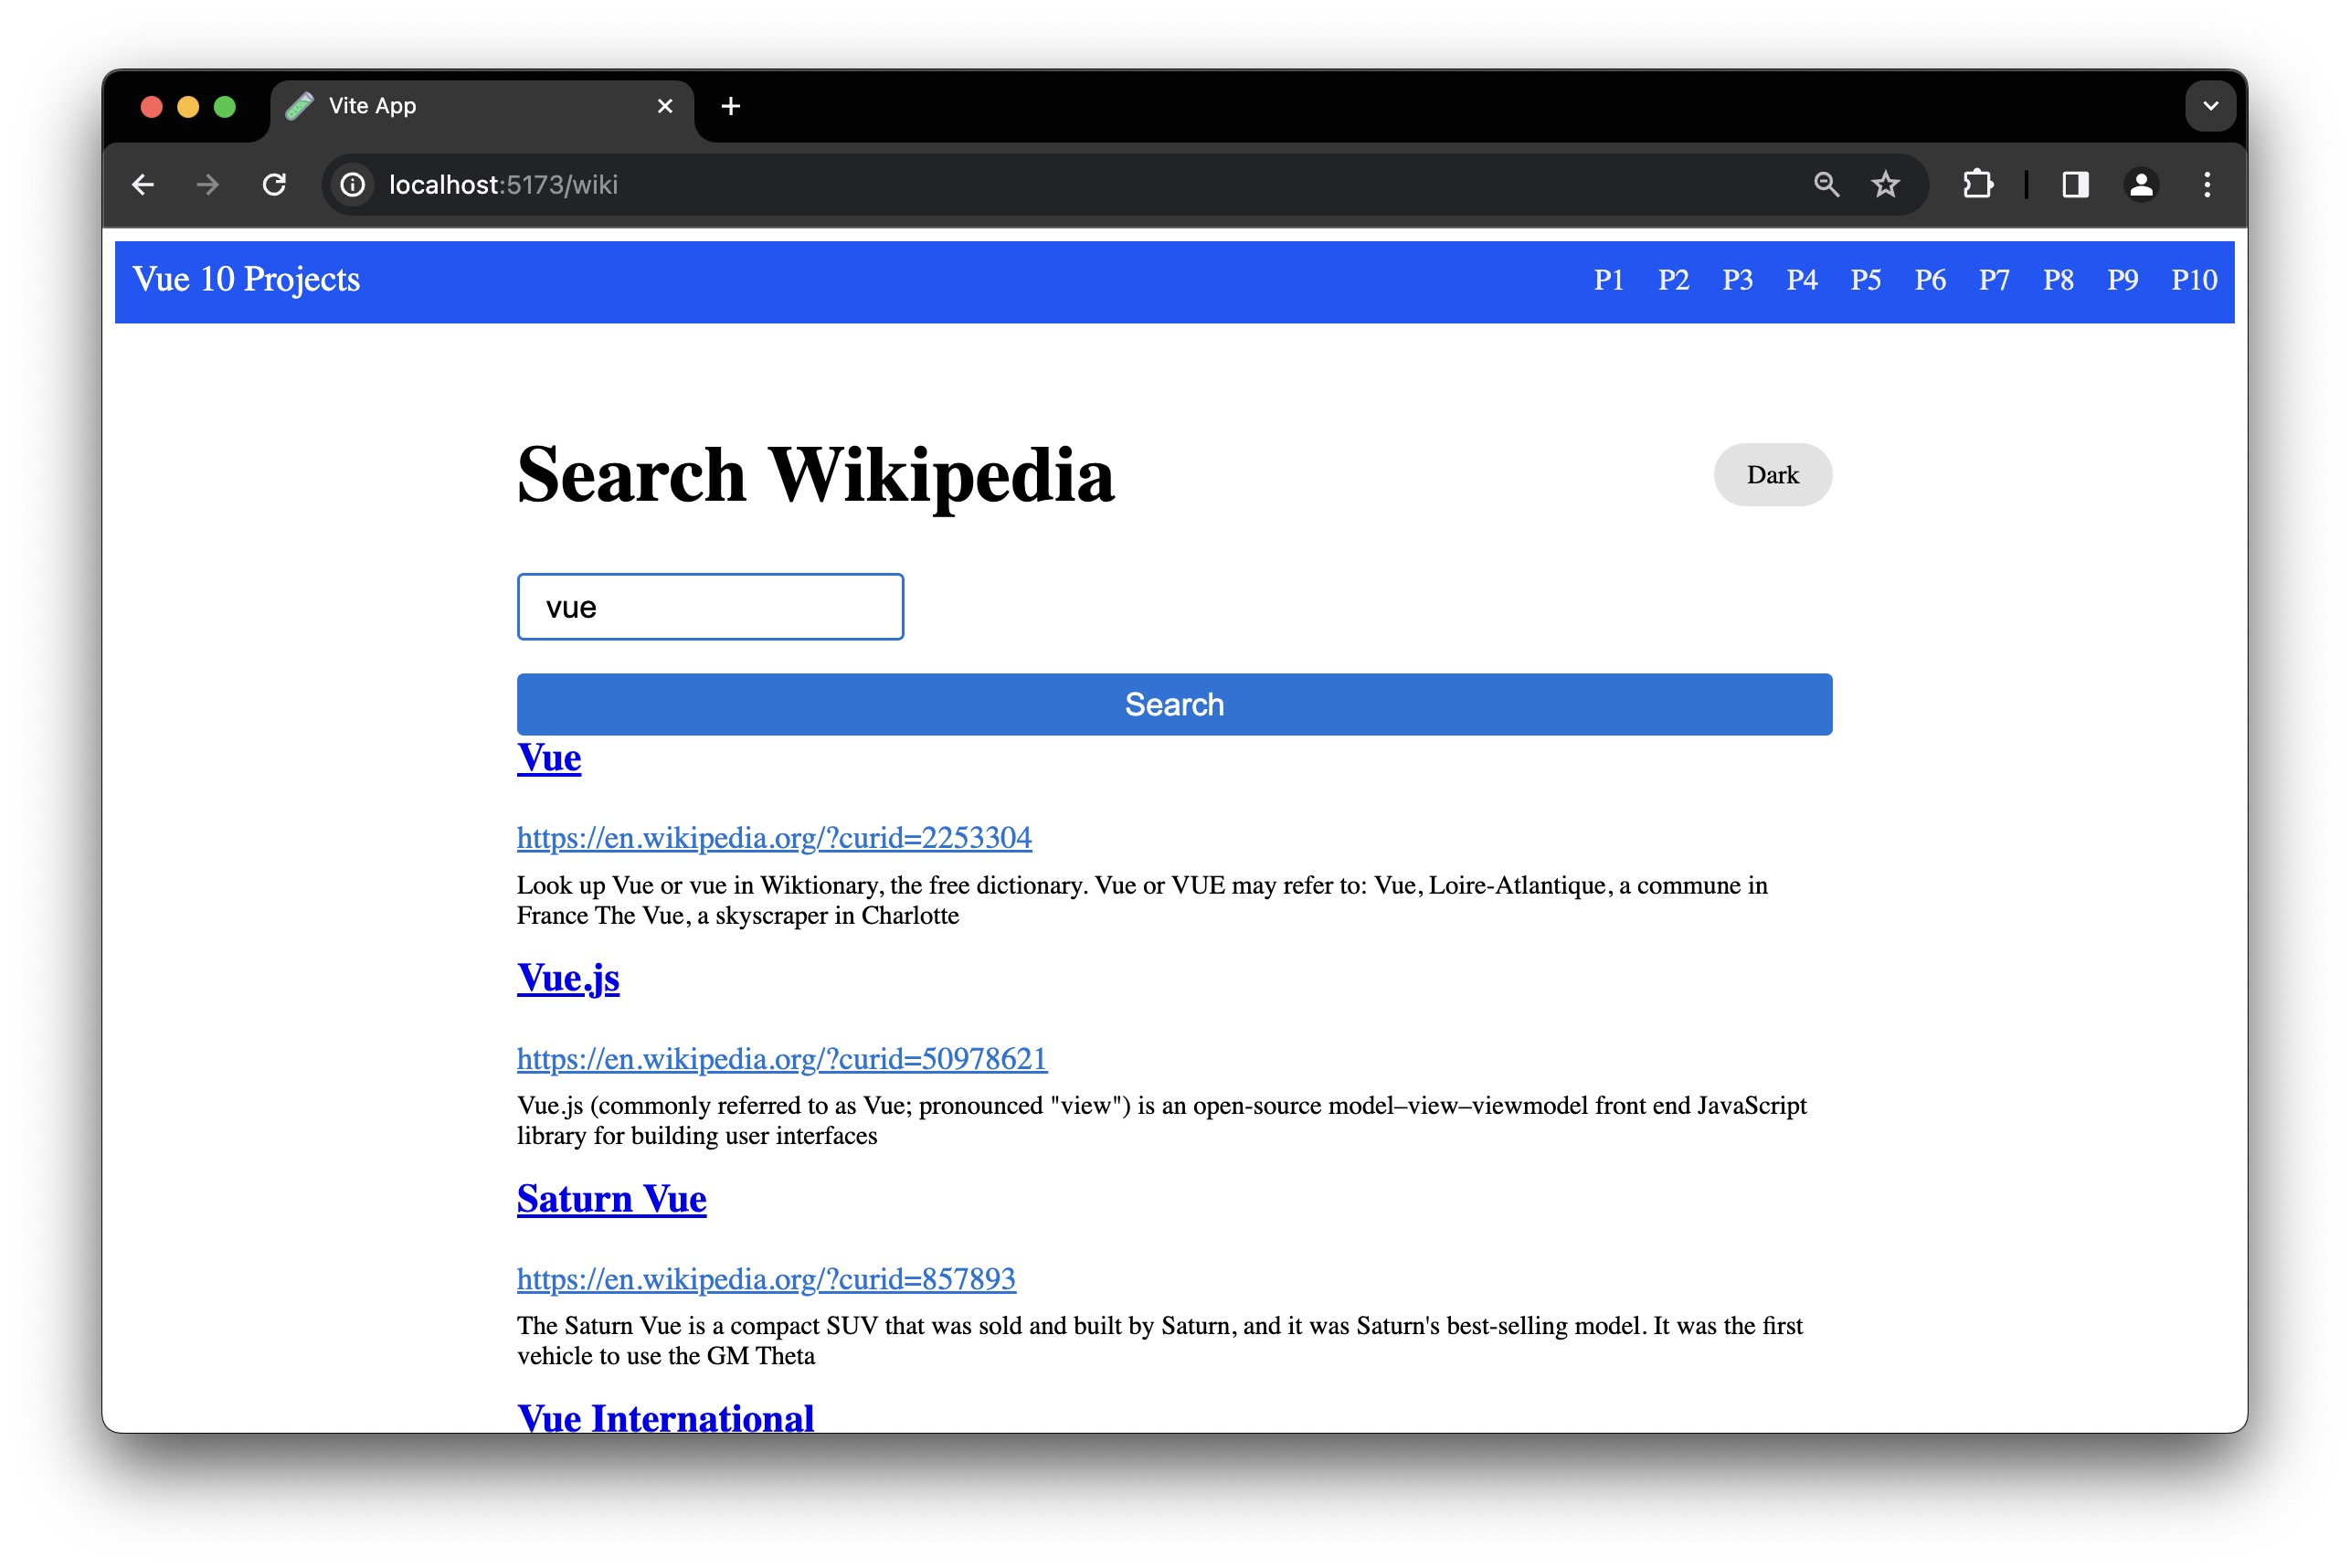 Vite App
localhost:5173/wiki
Vue 10 Projects P1 P2 P3 P4 P5 P6 P7 P8 P9 P10
Search Wikipedia
Dark
vue
Search
Vue
https://en.wikipedia.org/?curid=2253304
Look up Vue or vue in Wiktionary, the free dictionary. Vue or VUE may refer to: Vue, Loire-Atlantique, a commune in
France The Vue, a skyscraper in Charlotte
Vue.js
https://en.wikipedia.org/?curid=50978621
Vue.js (commonly referred to as Vue; pronounced "view") is an open-source model–view–viewmodel front end JavaScript
library for building user interfaces
Saturn Vue
https://en.wikipedia.org/?curid=857893
The Saturn Vue is a compact SUV that was sold and built by Saturn, and it was Saturn's best-selling model. It was the first
vehicle to use the GM Theta
Vue International